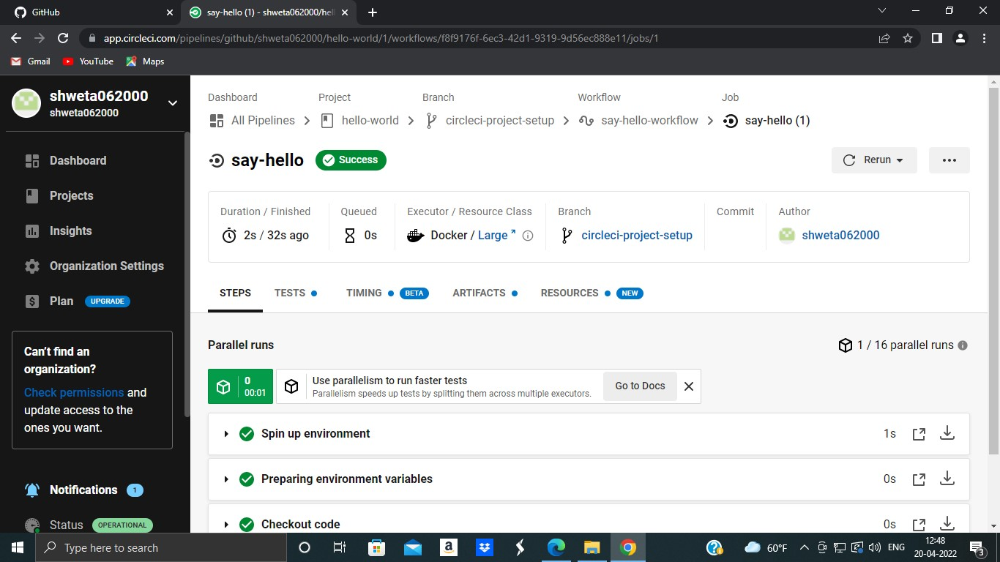 GitHub
say-hello (1) - shweta062000/hell
app.circleci.com/pipelines/github/shweta062000/hello-world/1/workflows/f8f9176f-6ec3-42d1-9319-9d56ec888e11/jobs/1
Gmail YouTube Maps
shweta062000
shweta062000
Dashboard
Projects
Insights
Organization Settings
Plan UPGRADE
Can't find an
organization?
Check permissions and
update access to the
ones you want.
Notifications 1
Status OPERATIONAL
Dashboard Project Branch Workflow Job
All Pipelines hello-world circleci-project-setup say-hello-workflow say-hello (1)
say-hello Success Rerun
Duration / Finished Queued Executor / Resource Class Branch Commit Author
2s / 32s ago 0s Docker / Large circleci-project-setup shweta062000
STEPS TESTS TIMING BETA ARTIFACTS RESOURCES NEW
Parallel runs 1 / 16 parallel runs
0
00:01
Use parallelism to run faster tests
Parallelism speeds up tests by splitting them across multiple executors.
Go to Docs
Spin up environment 1s
Preparing environment variables 0s
Checkout code 0s
Type here to search
60°F
ENG
12:48
20-04-2022
3